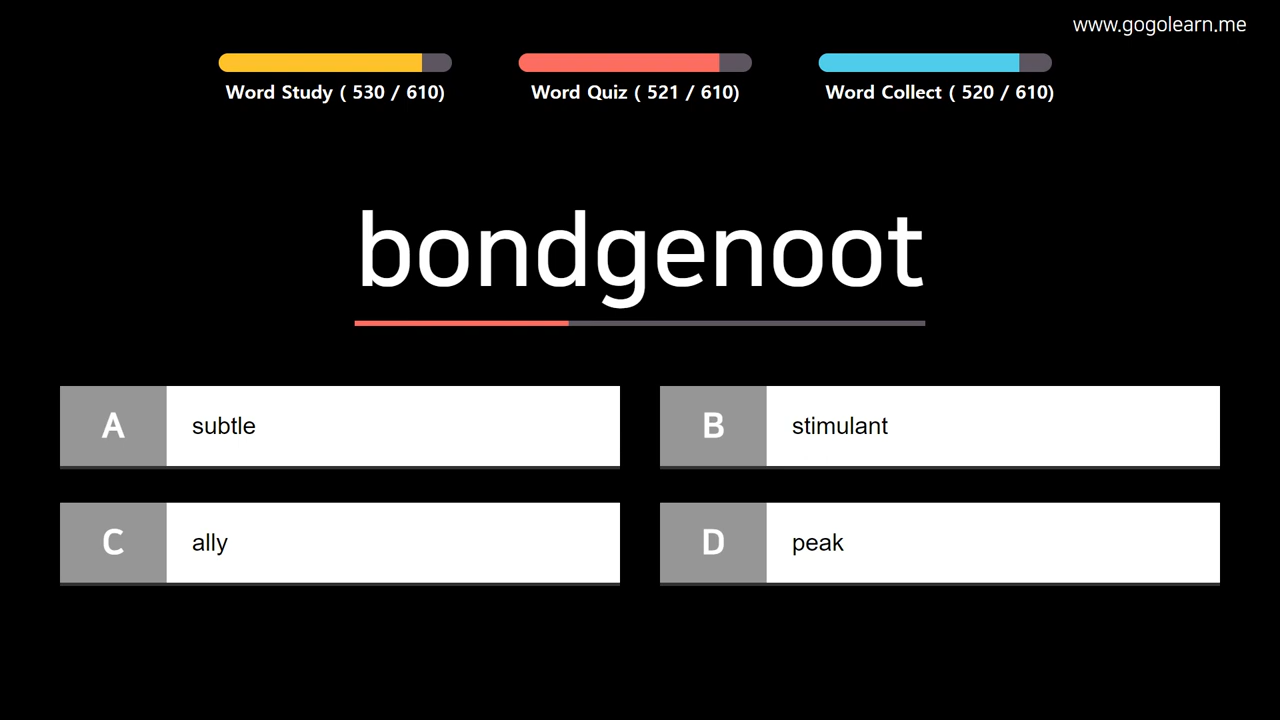 www.gogolearn.me
Word Study ( 530 / 610)
Word Quiz ( 521 / 610)
Word Collect ( 520 / 610)
bondgenoot
A subtle
B stimulant
C ally
D peak